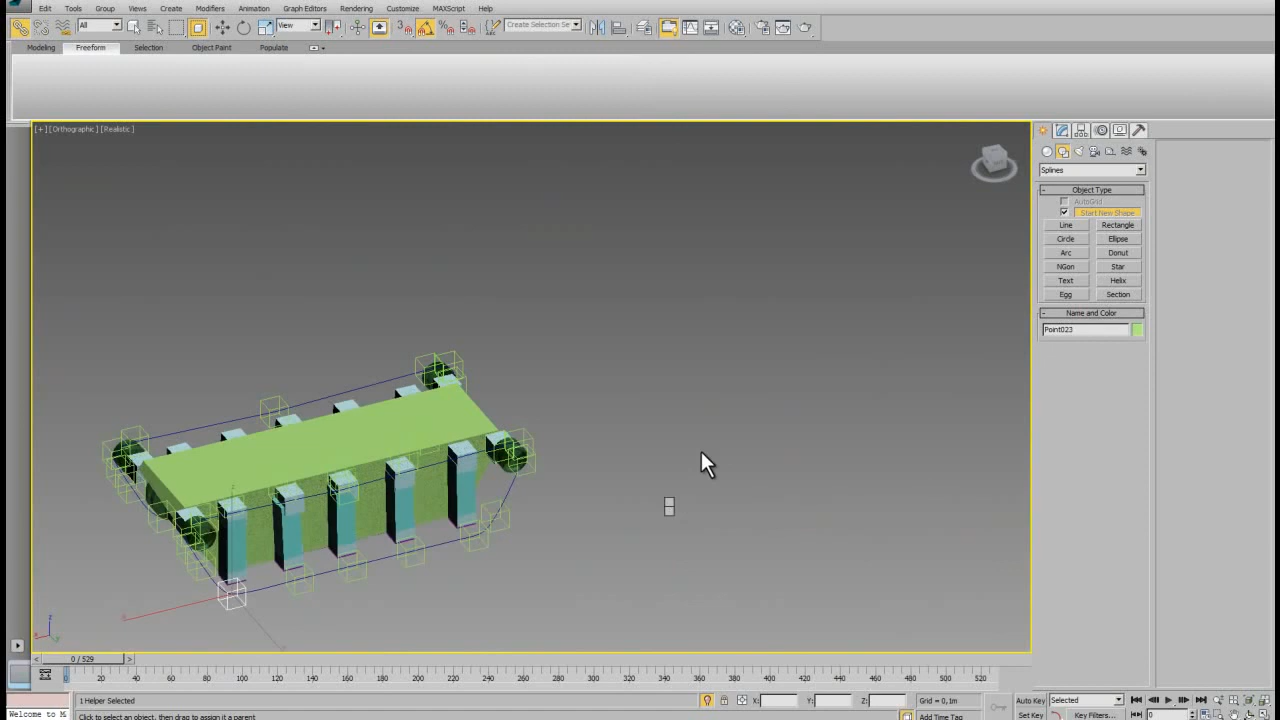 Edit Tools Group Views Create Modifiers Animation Graph Editors Rendering Customize MAXScript Help
All View Create Selection Se
Modeling Freeform Selection Object Paint Populate
[+] [Orthographic] [Realistic]
Splines
- Object Type
AutoGrid
Start New Shape
Line Rectangle
Circle Ellipse
Arc Donut
NGon Star
Text Helix
Egg Section
- Name and Color
Point023
z
x
z
y
< 0 / 529 >
0 20 40 60 80 100 120 140 160 180 200 220 240 260 280 300 320 340 360 380 400 420 440 460 480 500 520
1 Helper Selected X: Y: Z: Grid = 0,1m Auto Key Selected
Welcome to M Click to select an object, then drag to assign it a parent Add Time Tag Set Key Key Filters... 0